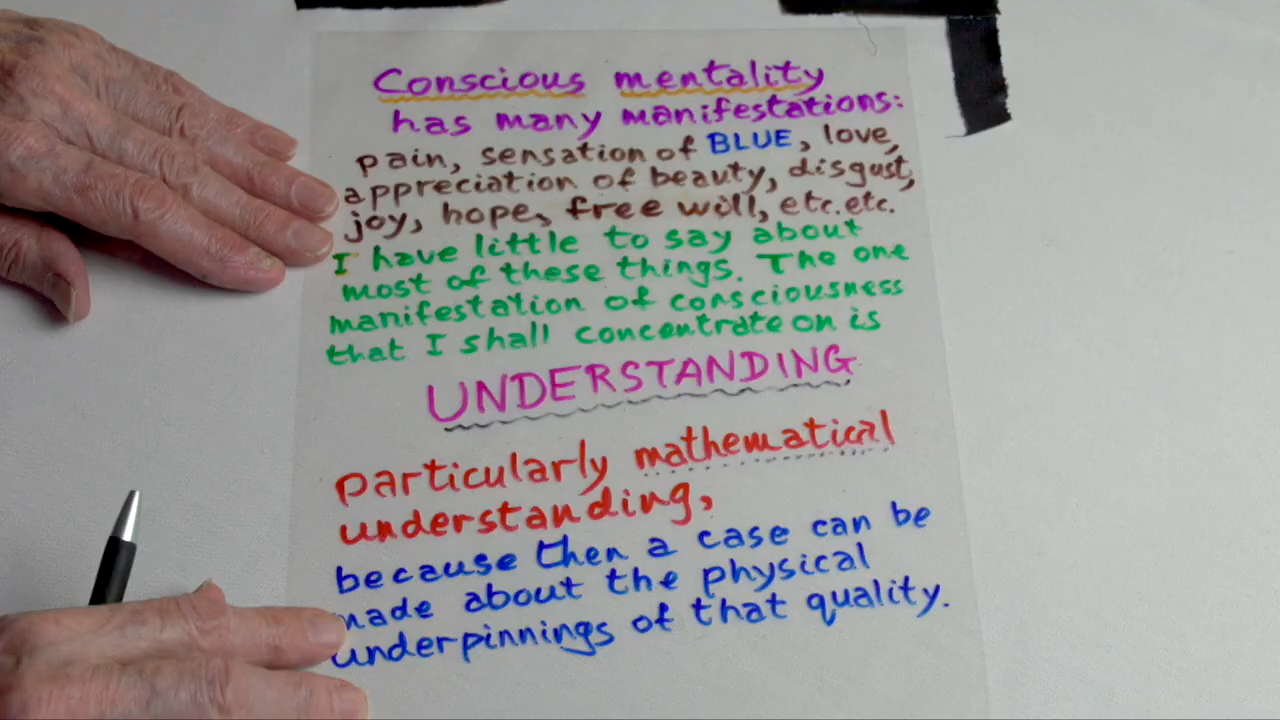 Conscious mentality
has many manifestations:
pain, sensation of BLUE, love,
appreciation of beauty, disgust,
joy, hope, free will, etc. etc.
I have little to say about
most of these things. The one
manifestation of consciousness
that I shall concentrate on is
UNDERSTANDING
particularly mathematical
understanding,
because then a case can be
made about the physical
underpinnings of that quality.